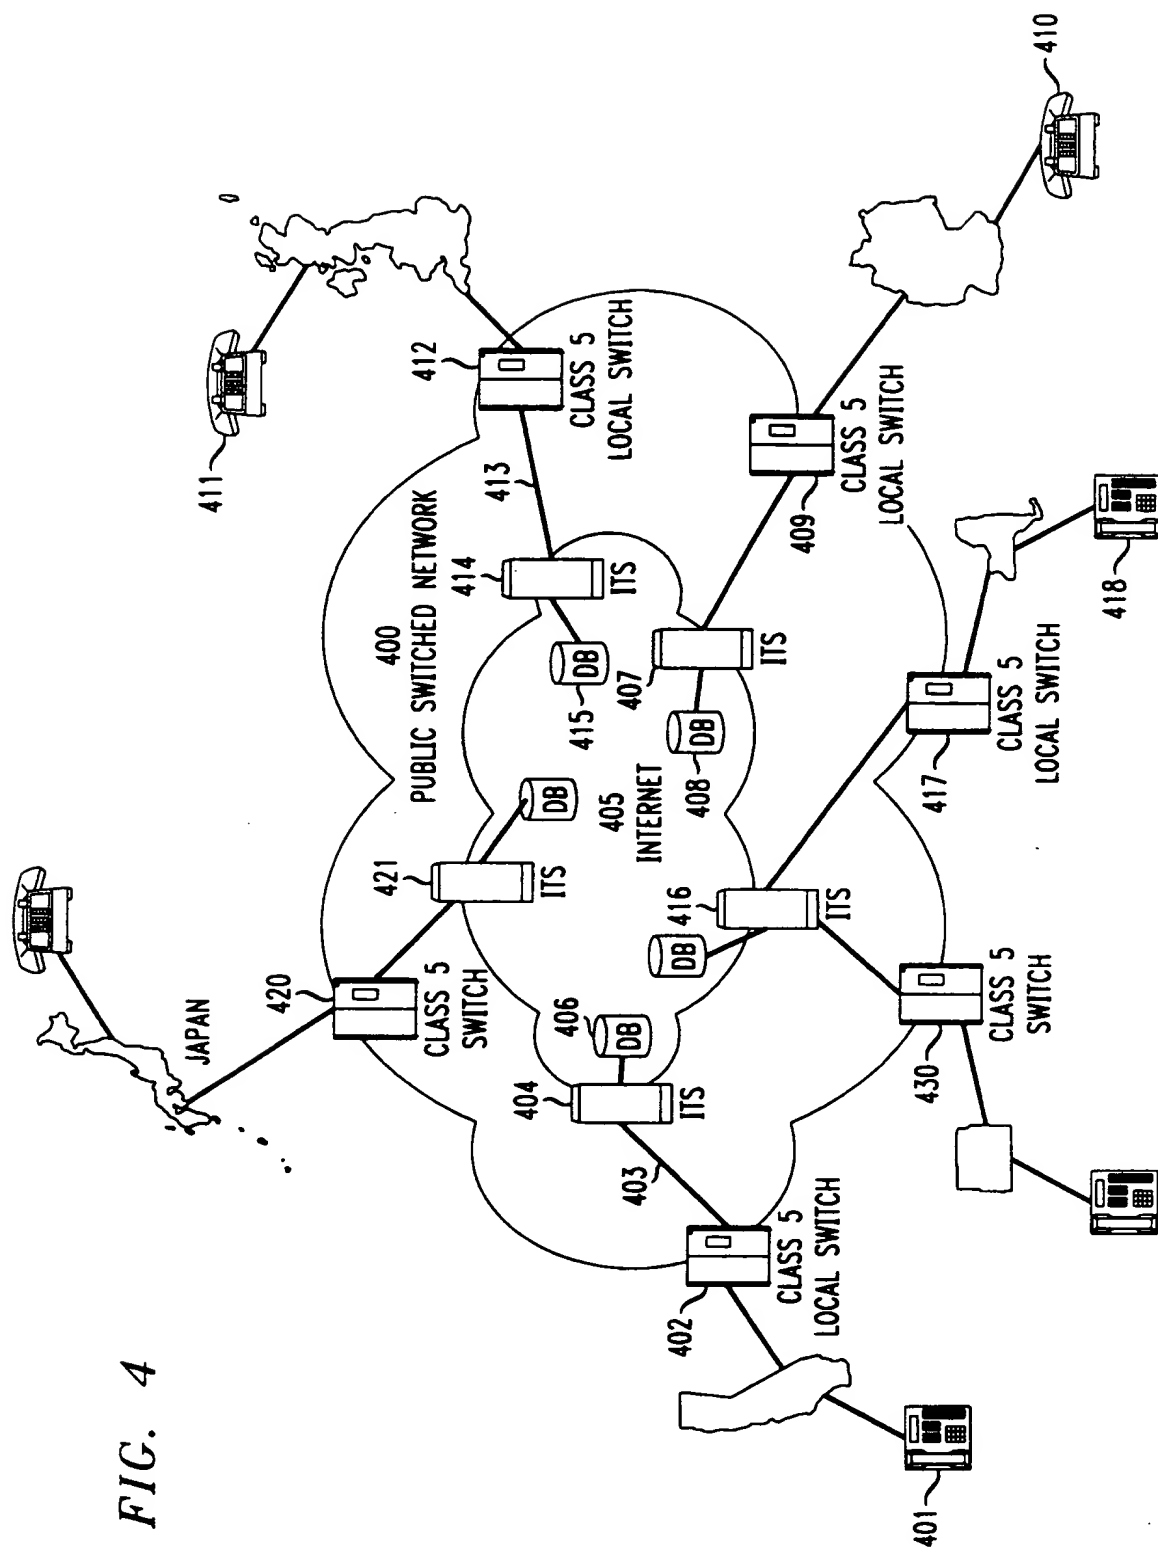 FIG. 4
JAPAN
420
CLASS 5
SWITCH
421
ITS
DB
400
PUBLIC SWITCHED NETWORK
411
412
CLASS 5
LOCAL SWITCH
413
414
ITS
DB
415
405
INTERNET
404
ITS
DB
406
403
402
CLASS 5
LOCAL SWITCH
401
407
ITS
DB
408
409
CLASS 5
LOCAL SWITCH
410
416
ITS
DB
417
CLASS 5
LOCAL SWITCH
418
430
CLASS 5
SWITCH